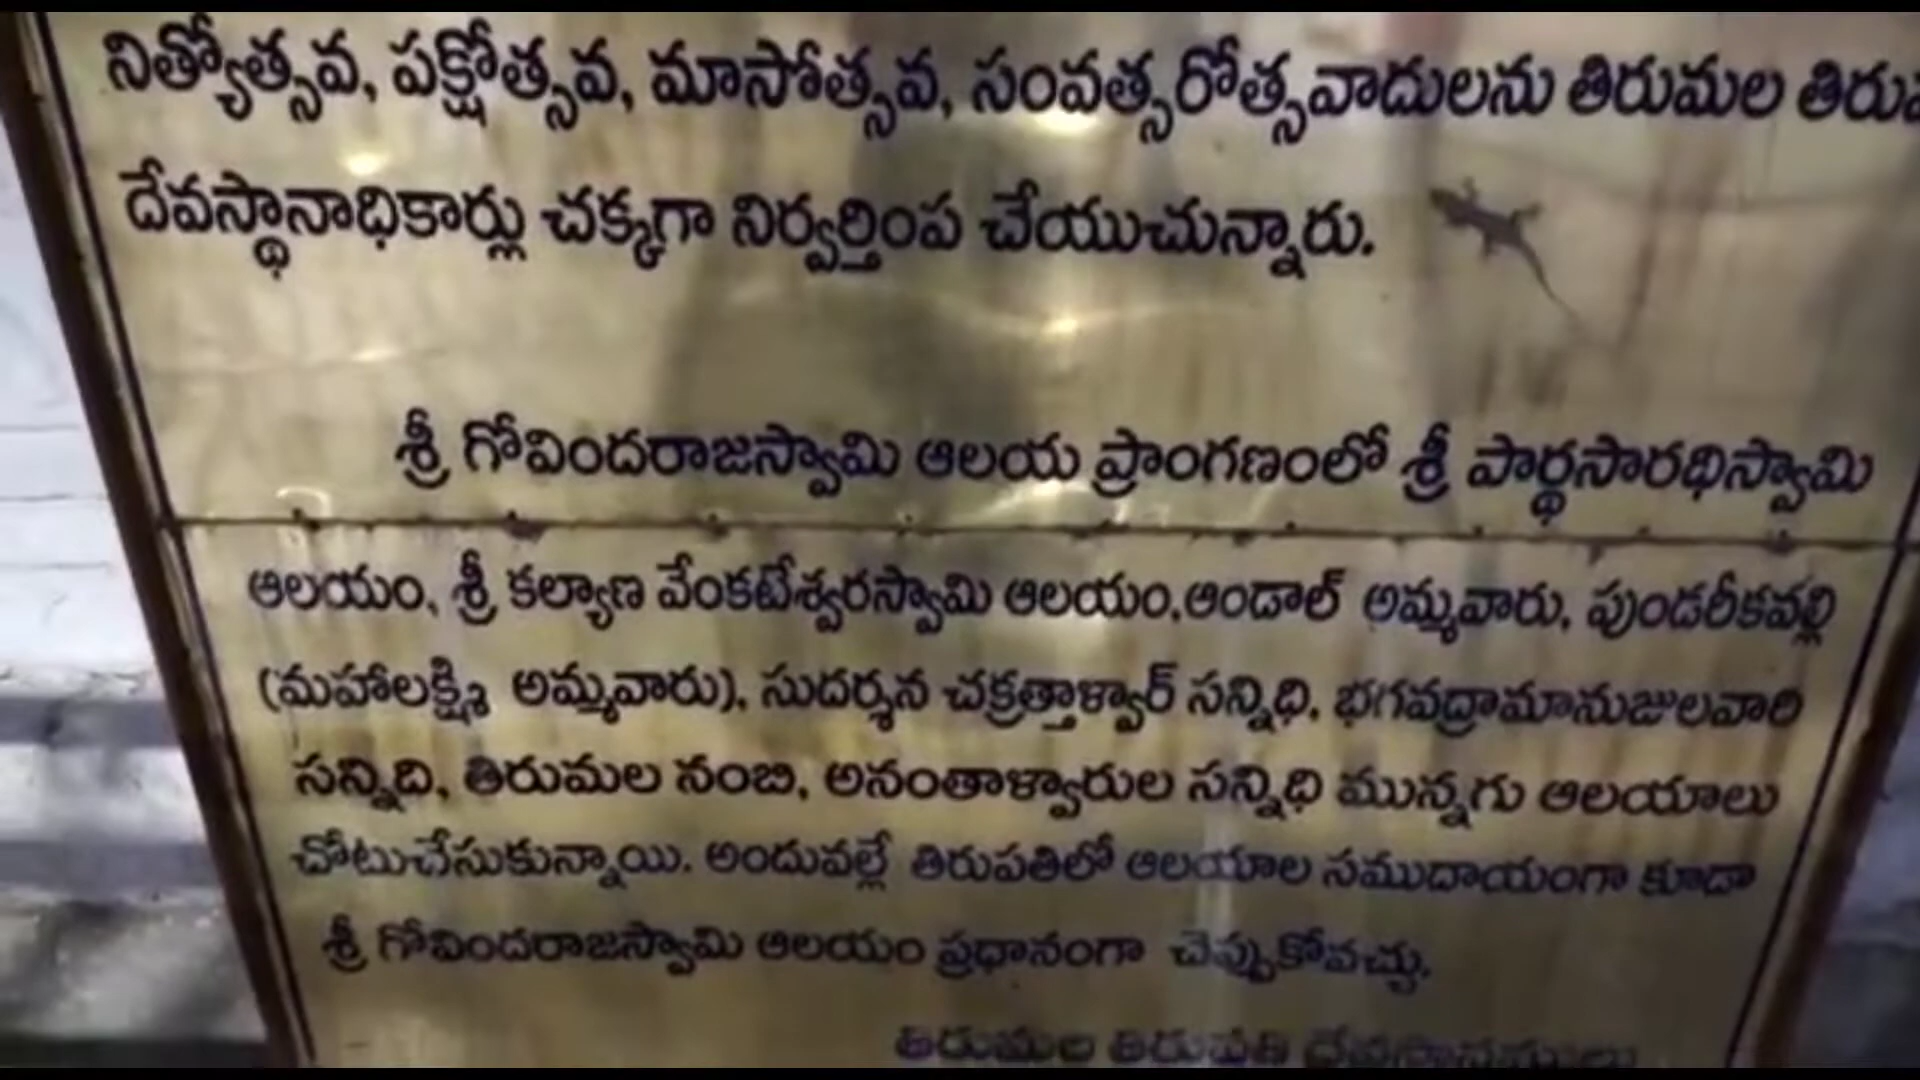 నిత్యోత్సవ, పక్షోత్సవ, మాసోత్సవ, సంవత్సరోత్సవాదులను తిరుమల
దేవస్థానాధికార్లు చక్కగా నిర్వర్తింప చేయుచున్నారు.
శ్రీ గోవిందరాజస్వామి ఆలయ ప్రాంగణంలో శ్రీ పార్థసారధిస్వామి
ఆలయం, శ్రీ కల్యాణ వేంకటేశ్వరస్వామి ఆలయం,ఆండాల్ అమ్మవారు, పుండరీకవల్లి
(మహాలక్ష్మి అమ్మవారు), సుదర్శన చక్రత్తాళ్వార్ సన్నిధి, భగవద్రామానుజులవారి
సన్నిది, తిరుమల నంబి, అనంతాళ్వారుల సన్నిధి మున్నగు ఆలయాలు
చోటుచేసుకున్నాయి. అందువల్లే తిరుపతిలో ఆలయాల సముదాయంగా కూడా
శ్రీ గోవిందరాజస్వామి ఆలయం ప్రధానంగా చెప్పుకోవచ్చు.
తిరుమల తిరుపతి దేవస్థానములు